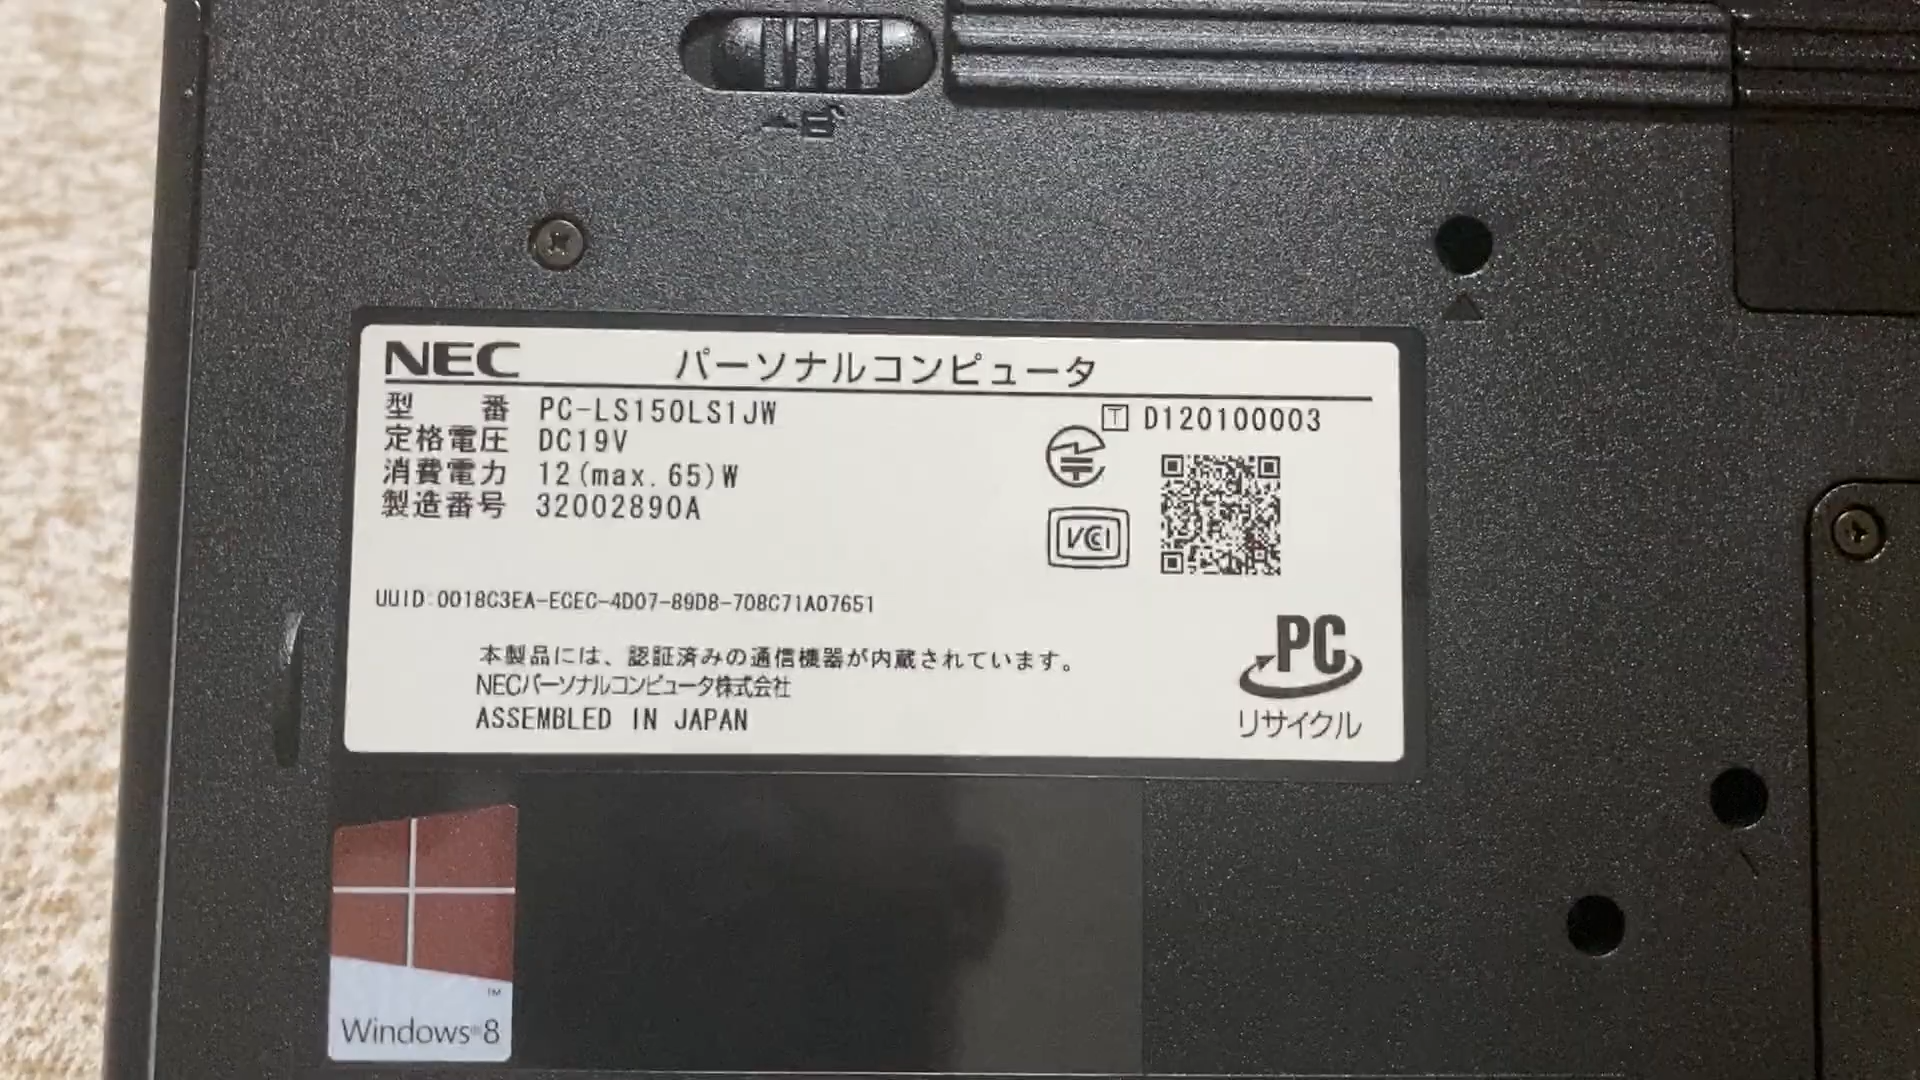 NEC パーソナルコンピュータ
型 番 PC-LS150LS1JW
T D120100003
定格電圧 DC19V
消費電力 12(max.65)W
製造番号 32002890A
VCCI
UUID:0018C3EA-ECEC-4D07-89D8-708C71A07651
本製品には、認証済みの通信機器が内蔵されています。
NECパーソナルコンピュータ株式会社
ASSEMBLED IN JAPAN
PC
リサイクル
™
Windows®8